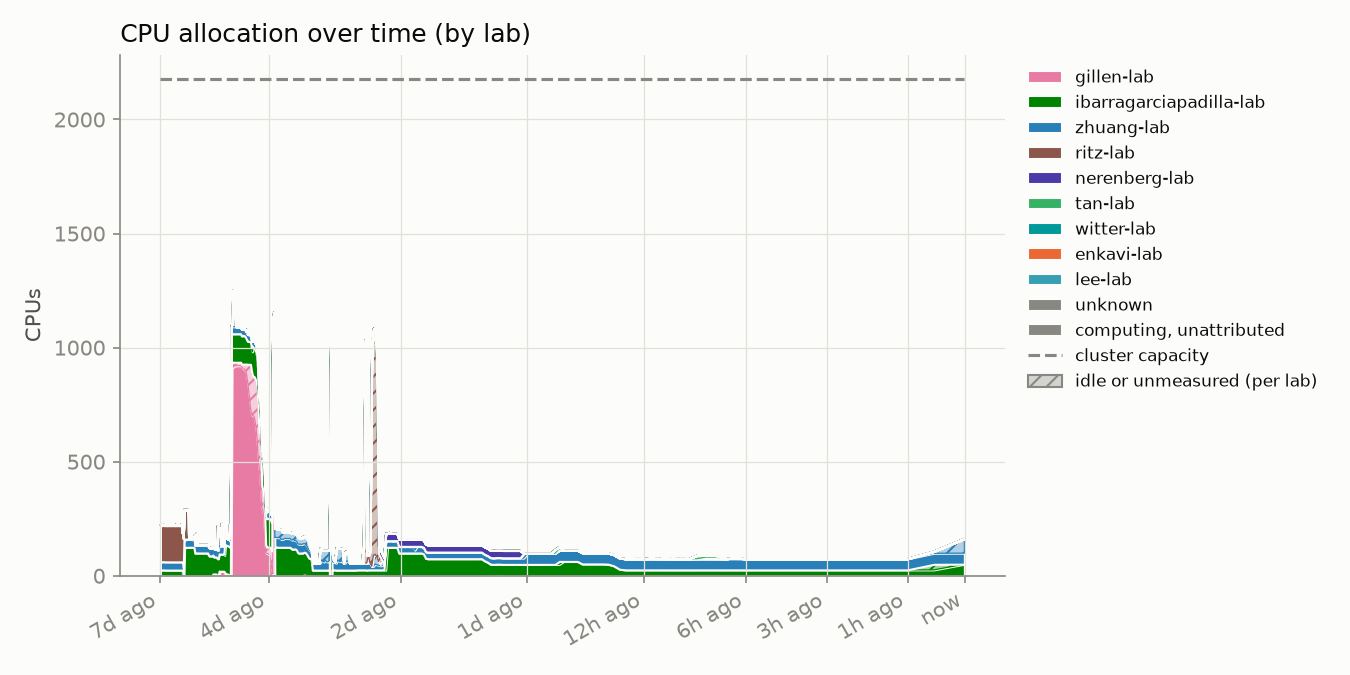 CPU allocation over time (by lab)
CPUs
2000
1500
1000
500
0
7d ago
4d ago
2d ago
1d ago
12h ago
6h ago
3h ago
1h ago
now
gillen-lab
ibarragarciapadilla-lab
zhuang-lab
ritz-lab
nerenberg-lab
tan-lab
witter-lab
enkavi-lab
lee-lab
unknown
computing, unattributed
cluster capacity
idle or unmeasured (per lab)